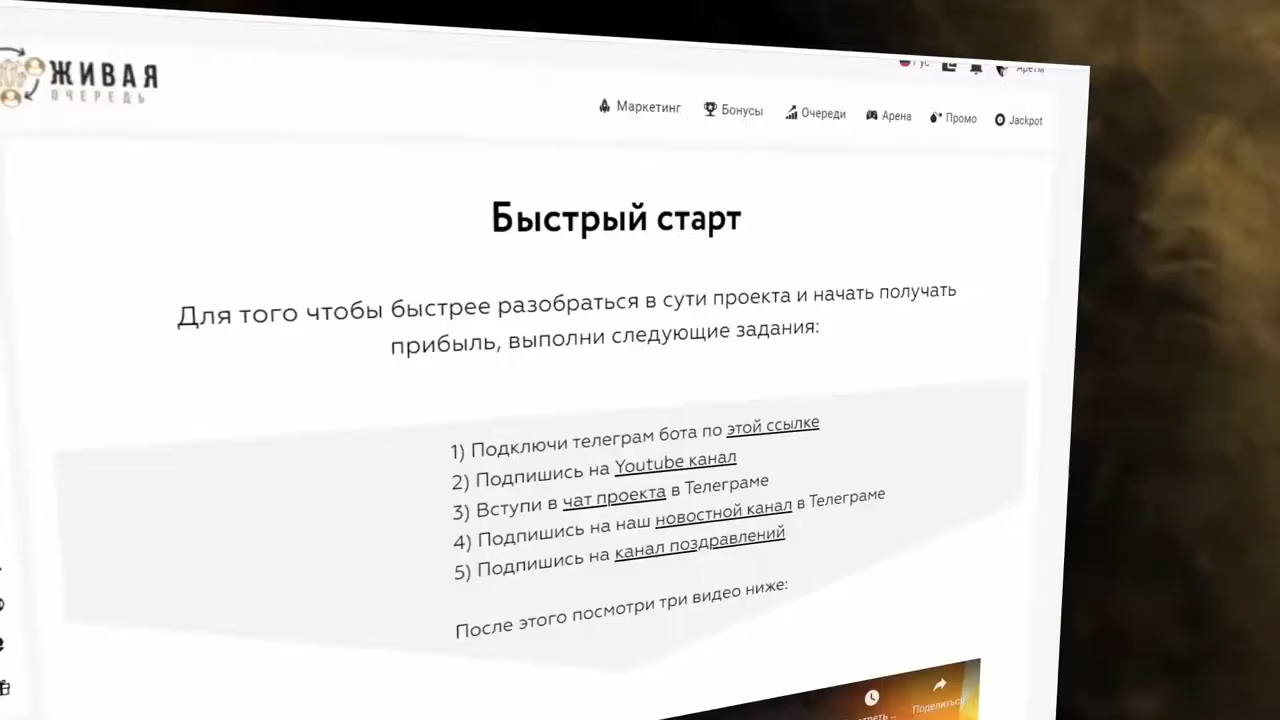 ЖИВАЯ
ОЧЕРЕДЬ
Рус
Маркетинг
Бонусы
Очереди
Арена
Промо
Jackpot
Быстрый старт
Для того чтобы быстрее разобраться в сути проекта и начать получать
прибыль, выполни следующие задания:
1) Подключи телеграм бота по этой ссылке
2) Подпишись на Youtube канал
3) Вступи в чат проекта в Телеграме
4) Подпишись на наш новостной канал в Телеграме
5) Подпишись на канал поздравлений
После этого посмотри три видео ниже:
Поделиться